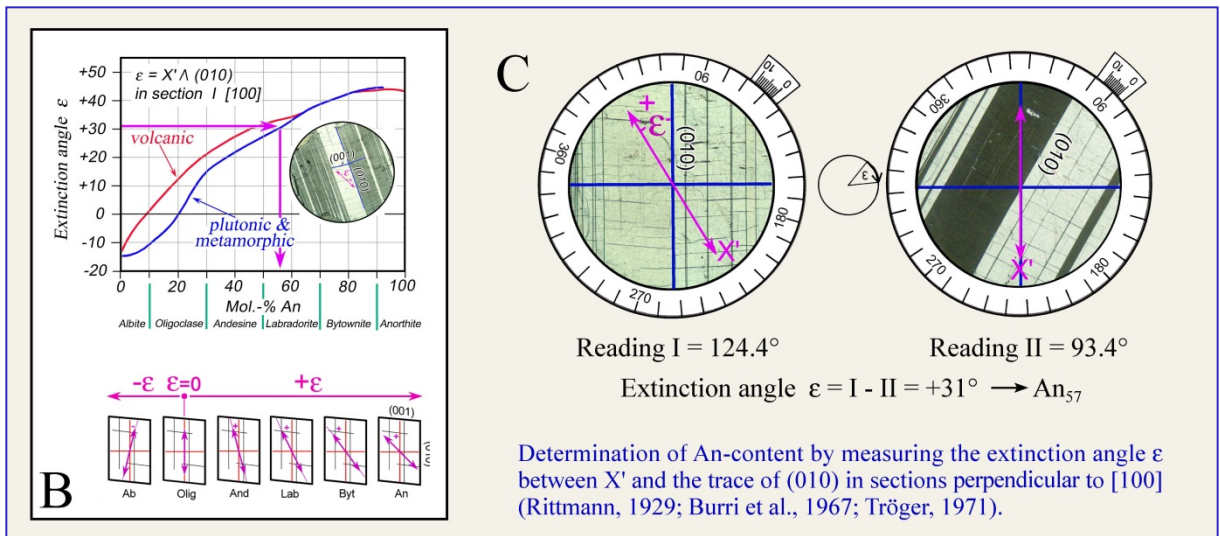 B
+50
+40
+30
+20
+10
0
-10
-20
Extinction angle ε
ε = X' Λ (010)
in section ⊥ [100]
volcanic
plutonic &
metamorphic
(001)
(010)
ε
0 20 40 60 80 100
Mol.-% An
Albite Oligoclase Andesine Labradorite Bytownite Anorthite
-ε ε=0 +ε
(001)
(010)
- + + + +
Ab Olig And Lab Byt An
C
0 10
90
180
270
360
+
ε
(010)
X'
ε
0 10
90
180
270
360
(010)
X'
Reading I = 124.4°
Reading II = 93.4°
Extinction angle ε = I - II = +31° → An57
Determination of An-content by measuring the extinction angle ε
between X' and the trace of (010) in sections perpendicular to [100]
(Rittmann, 1929; Burri et al., 1967; Tröger, 1971).